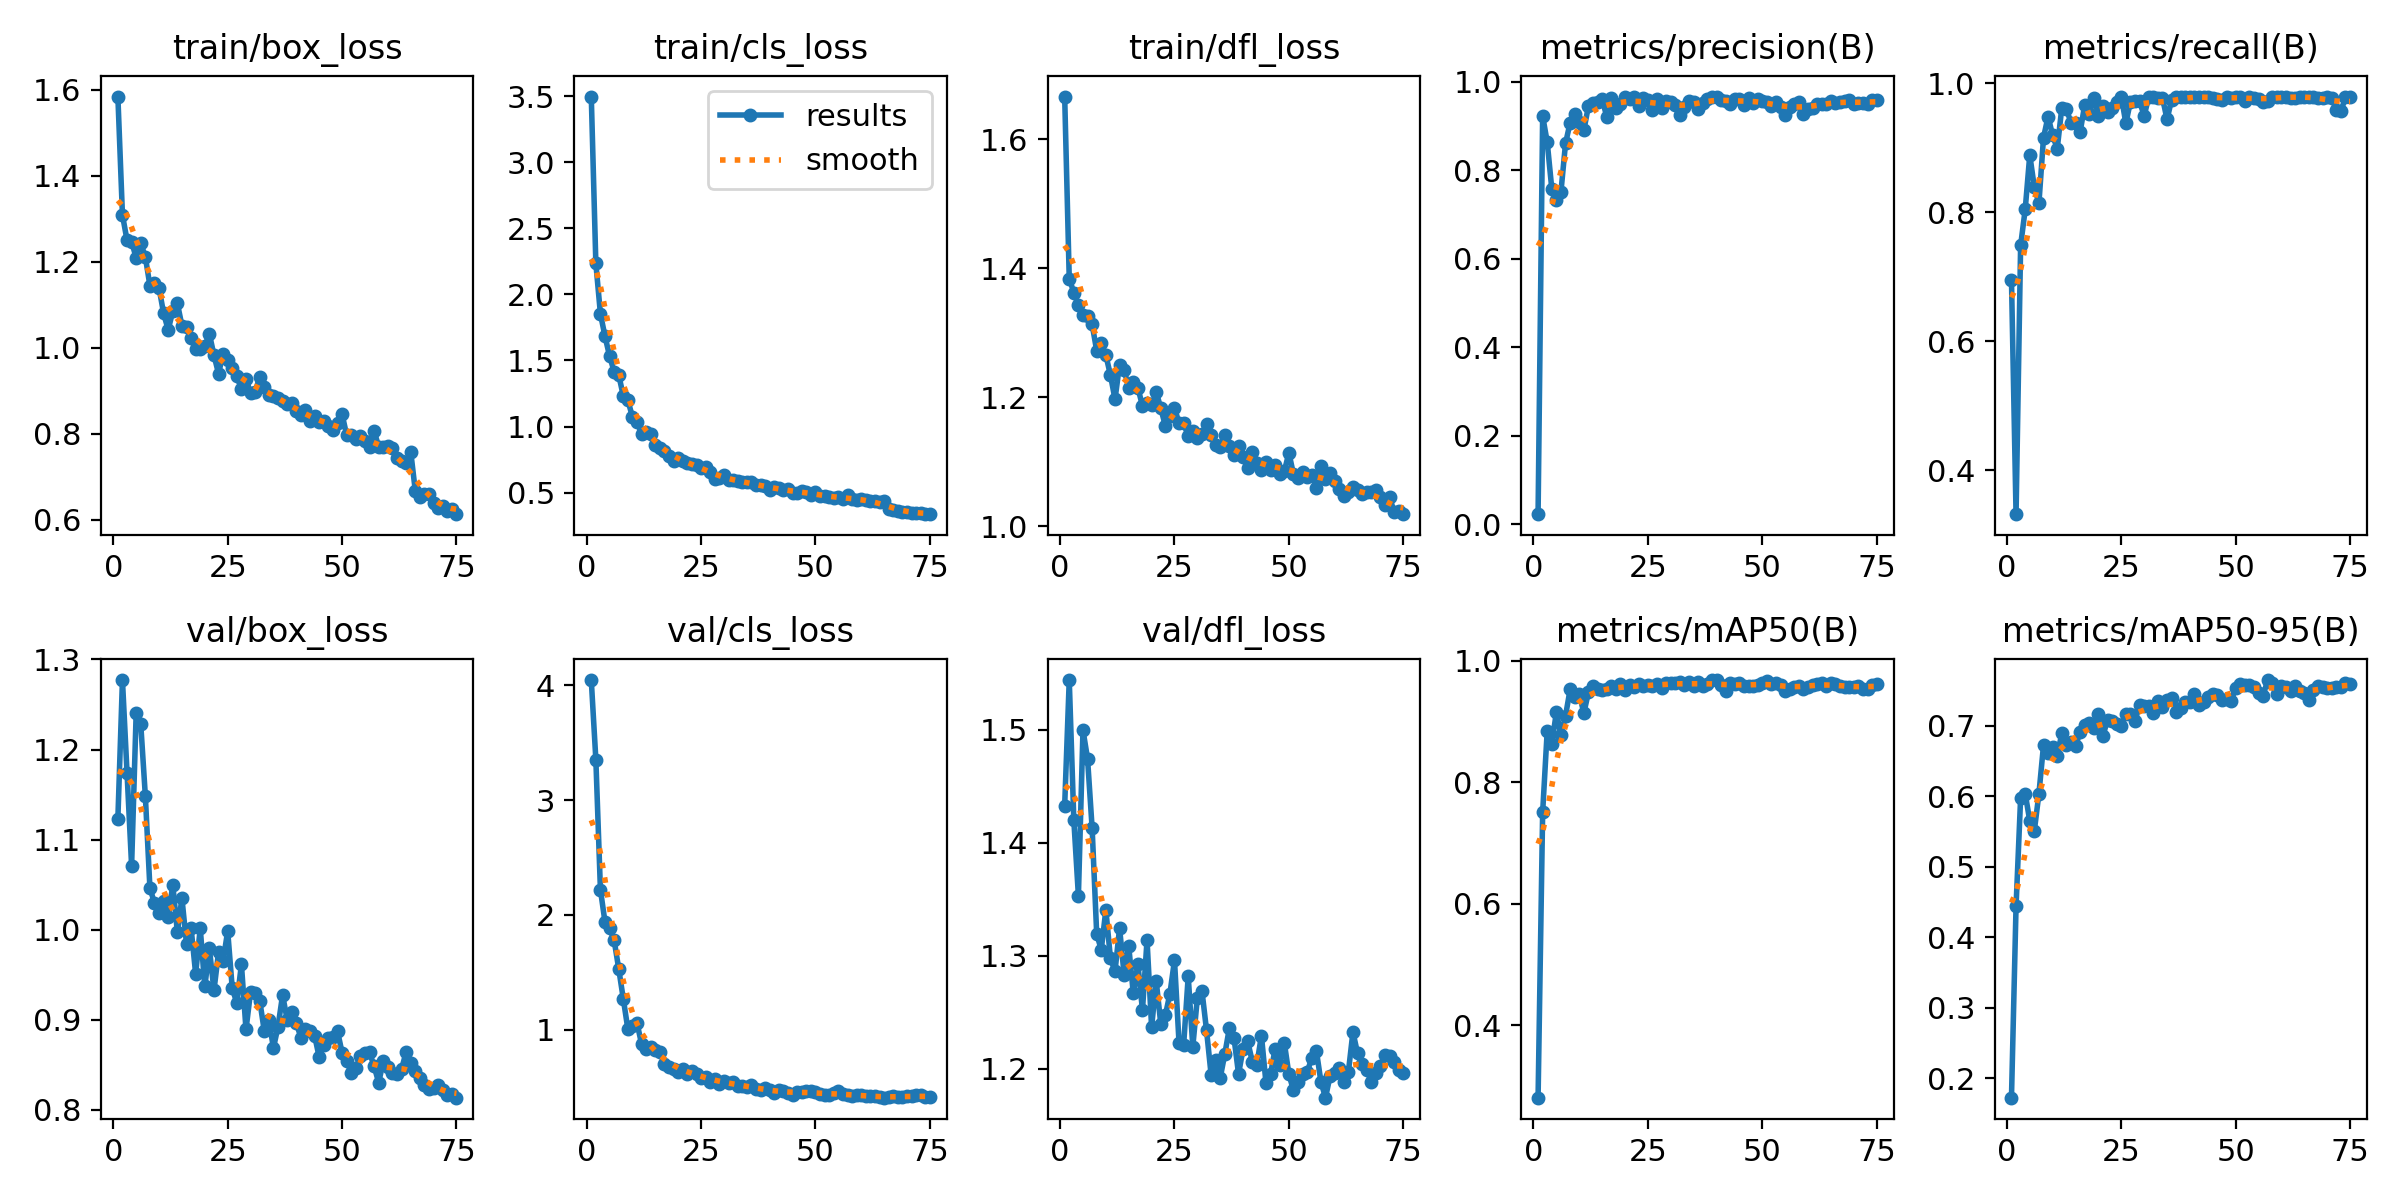 train/box_loss
1.6
1.4
1.2
1.0
0.8
0.6
0 25 50 75
train/cls_loss
results
smooth
3.5
3.0
2.5
2.0
1.5
1.0
0.5
0 25 50 75
train/dfl_loss
1.6
1.4
1.2
1.0
0 25 50 75
metrics/precision(B)
1.0
0.8
0.6
0.4
0.2
0.0
0 25 50 75
metrics/recall(B)
1.0
0.8
0.6
0.4
0 25 50 75
val/box_loss
1.3
1.2
1.1
1.0
0.9
0.8
0 25 50 75
val/cls_loss
4
3
2
1
0 25 50 75
val/dfl_loss
1.5
1.4
1.3
1.2
0 25 50 75
metrics/mAP50(B)
1.0
0.8
0.6
0.4
0 25 50 75
metrics/mAP50-95(B)
0.7
0.6
0.5
0.4
0.3
0.2
0 25 50 75